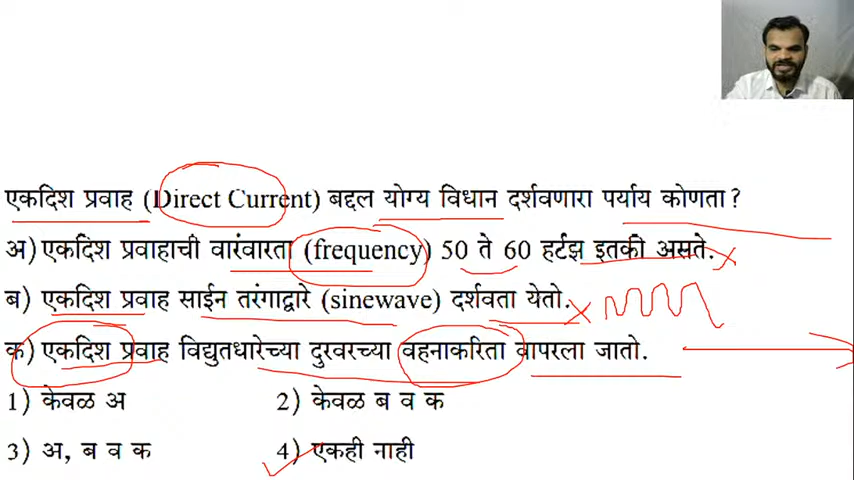 एकदिश प्रवाह (Direct Current) बद्दल योग्य विधान दर्शवणारा पर्याय कोणता ?
अ) एकदिश प्रवाहाची वारंवारता (frequency) 50 ते 60 हर्टझ इतकी असते.
ब) एकदिश प्रवाह साईन तरंगाद्वारे (sinewave) दर्शवता येतो.
क) एकदिश प्रवाह विद्युतधारेच्या दुरवरच्या वहनाकरिता वापरला जातो.
1) केवळ अ 2) केवळ ब व क
3) अ, ब व क 4) एकही नाही